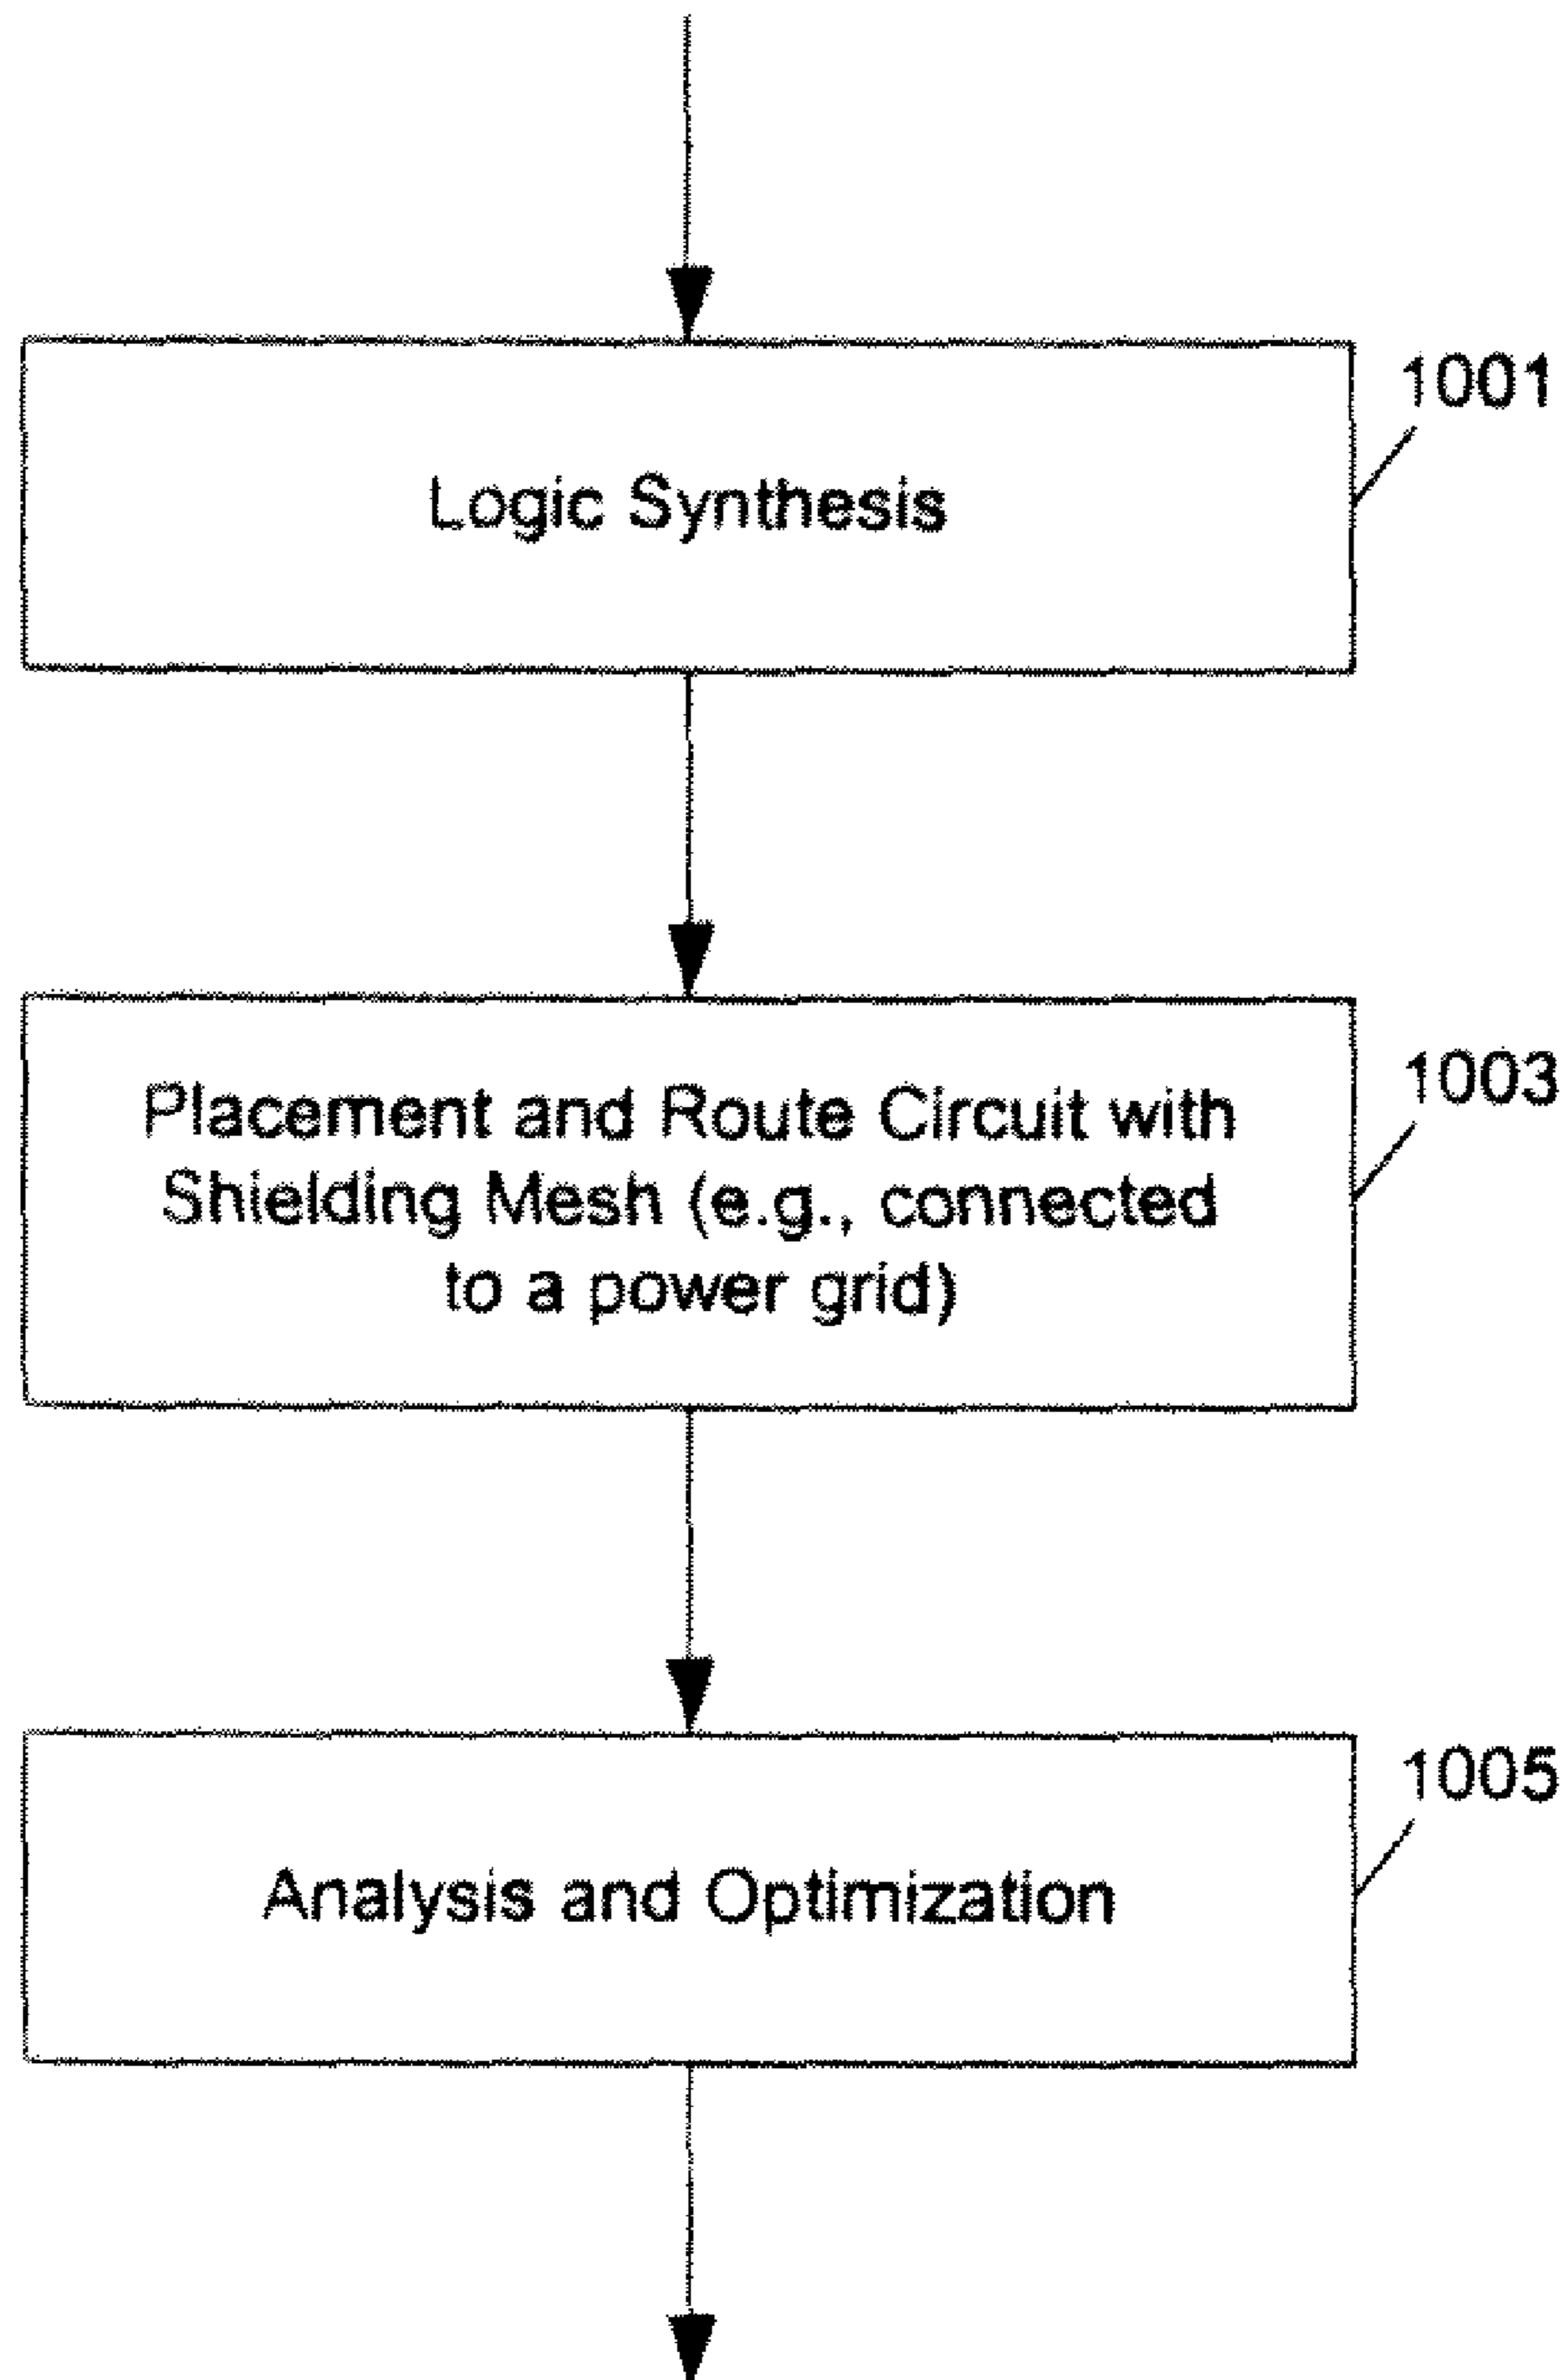 1001
Logic Synthesis
1003
Placement and Route Circuit with
Shielding Mesh (e.g., connected
to a power grid)
1005
Analysis and Optimization